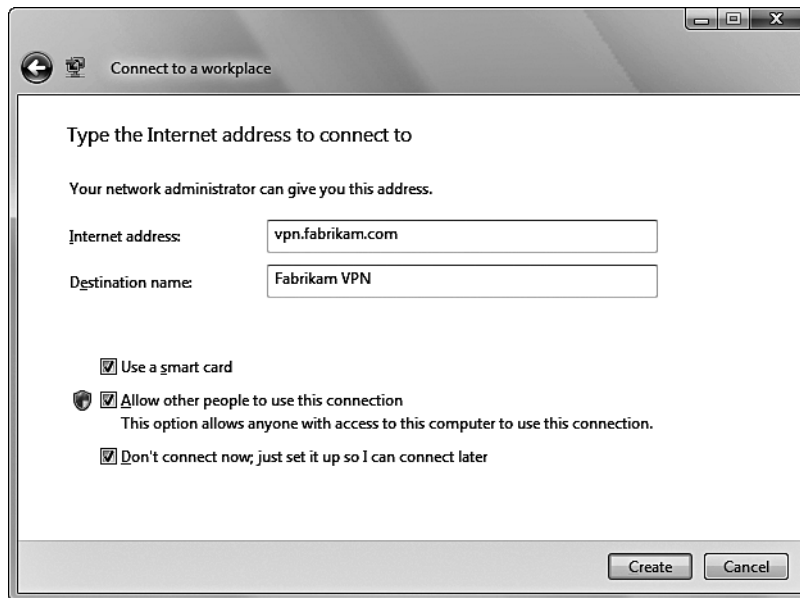 Connect to a workplace
Type the Internet address to connect to
Your network administrator can give you this address.
Internet address: vpn.fabrikam.com
Destination name: Fabrikam VPN
Use a smart card
Allow other people to use this connection
This option allows anyone with access to this computer to use this connection.
Don't connect now; just set it up so I can connect later
Create Cancel